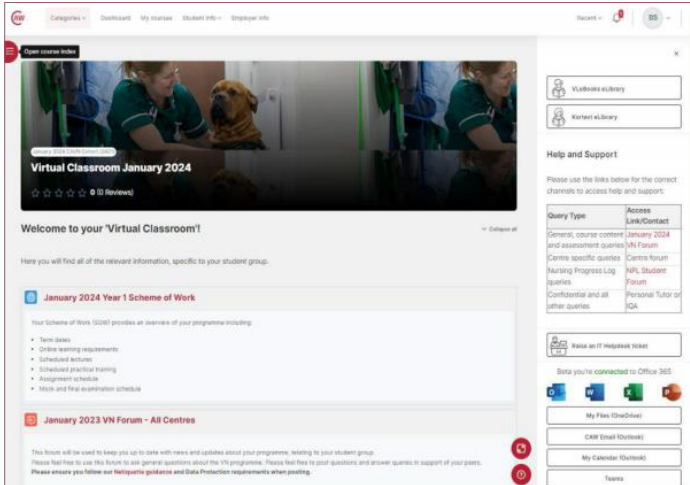 CAW
Categories
Dashboard
My courses
Student Info
Employer Info
Recent
BS
Open course index
January 2024 CAVN Cohort (2401)
Virtual Classroom January 2024
0 (0 Reviews)
Welcome to your 'Virtual Classroom'!
Collapse all
Here you will find all of the relevant information, specific to your student group.
January 2024 Year 1 Scheme of Work
Your Scheme of Work (SOW) provides an overview of your programme including:
Term dates
Online learning requirements
Scheduled lectures
Scheduled practical training
Assignment schedule
Mock and final examination schedule
January 2023 VN Forum - All Centres
This forum will be used to keep you up to date with news and updates about your programme, relating to your student group.
Please feel free to use this forum to ask general questions about the VN programme. Please feel free to post questions and answer queries in support of your peers.
Please ensure you follow our Netiquette guidance and Data Protection requirements when posting.
VLeBooks eLibrary
Kortext eLibrary
Help and Support
Please use the links below for the correct
channels to access help and support:
Query Type
Access
Link/Contact
General, course content
and assessment queries
January 2024
VN Forum
Centre specific queries
Centre forum
Nursing Progress Log
queries
NPL Student
Forum
Confidential and all
other queries
Personal Tutor or
IQA
Raise an IT Helpdesk ticket
Beta you're connected to Office 365
My Files (OneDrive)
CAW Email (Outlook)
My Calendar (Outlook)
Teams